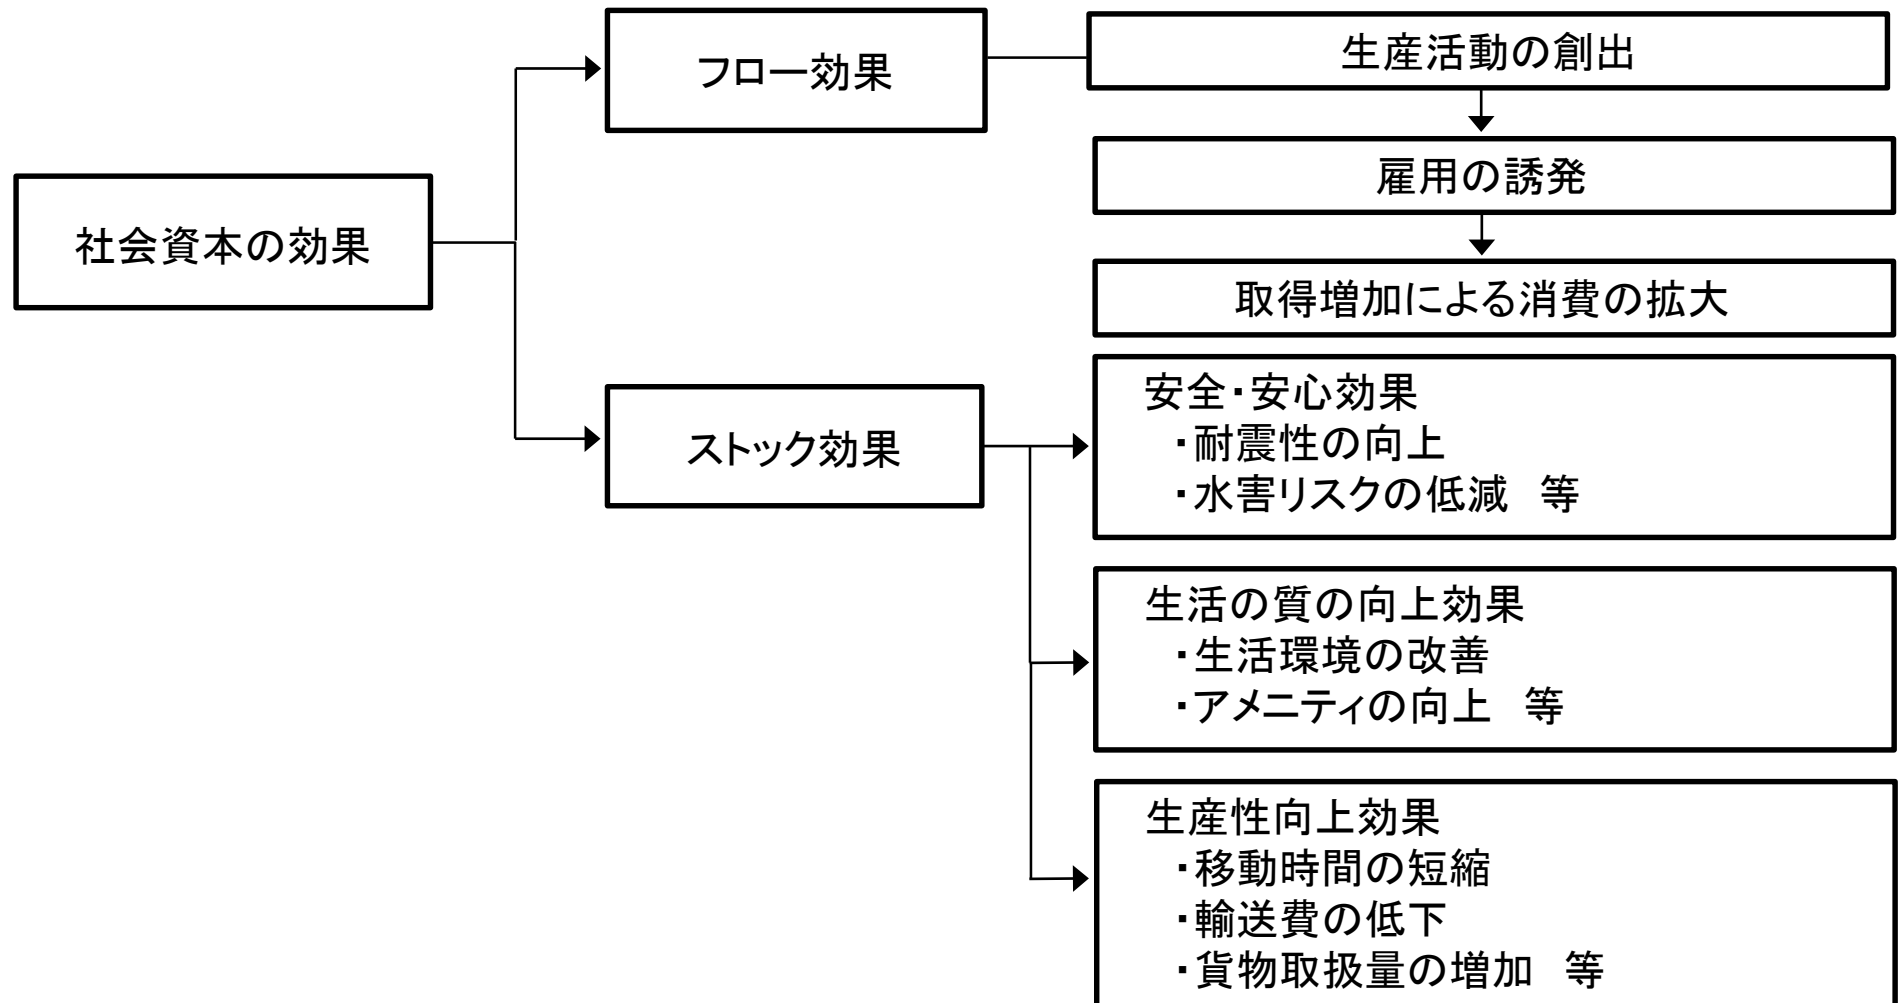 社会資本の効果
フロー効果
生産活動の創出
雇用の誘発
取得増加による消費の拡大
ストック効果
安全・安心効果
・耐震性の向上
・水害リスクの低減　等
生活の質の向上効果
・生活環境の改善
・アメニティの向上　等
生産性向上効果
・移動時間の短縮
・輸送費の低下
・貨物取扱量の増加　等